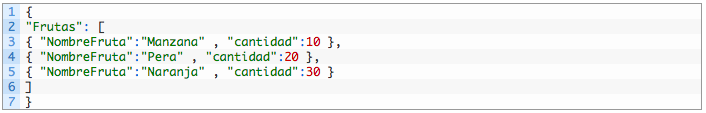 1 {
2 "Frutas": [
3 { "NombreFruta":"Manzana" , "cantidad":10 },
4 { "NombreFruta":"Pera" , "cantidad":20 },
5 { "NombreFruta":"Naranja" , "cantidad":30 }
6 ]
7 }